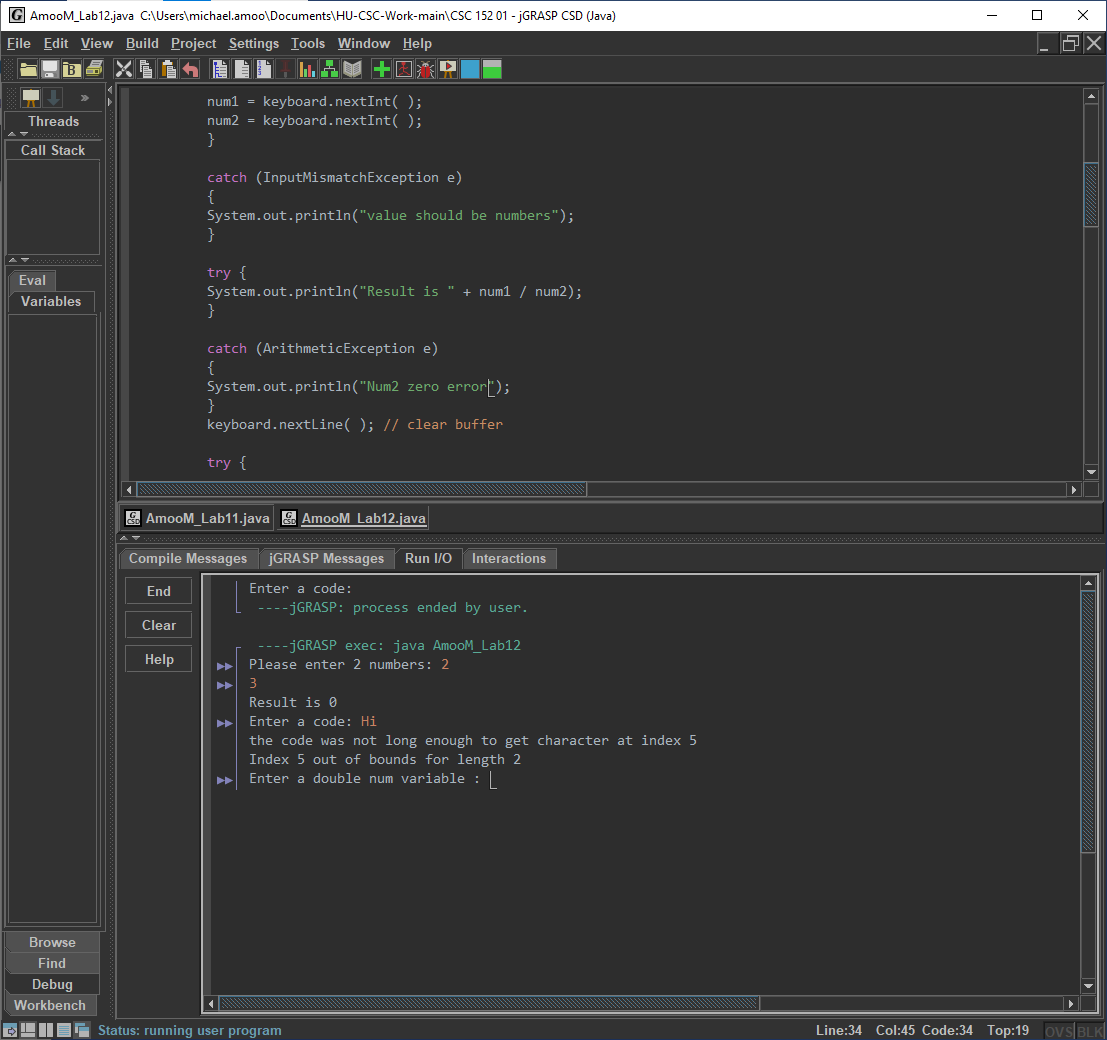 AmooM_Lab12.java  C:\Users\michael.amoo\Documents\HU-CSC-Work-main\CSC 152 01 - jGRASP CSD (Java)
File Edit View Build Project Settings Tools Window Help
Threads
Call Stack
Eval
Variables
num1 = keyboard.nextInt( );
num2 = keyboard.nextInt( );
}
catch (InputMismatchException e)
{
System.out.println("value should be numbers");
}
try {
System.out.println("Result is " + num1 / num2);
}
catch (ArithmeticException e)
{
System.out.println("Num2 zero error");
}
keyboard.nextLine( ); // clear buffer
try {
AmooM_Lab11.java AmooM_Lab12.java
Compile Messages jGRASP Messages Run I/O Interactions
End
Clear
Help
Enter a code:
----jGRASP: process ended by user.
----jGRASP exec: java AmooM_Lab12
Please enter 2 numbers: 2
3
Result is 0
Enter a code: Hi
the code was not long enough to get character at index 5
Index 5 out of bounds for length 2
Enter a double num variable :
Browse
Find
Debug
Workbench
Status: running user program Line:34 Col:45 Code:34 Top:19 OVS BLK